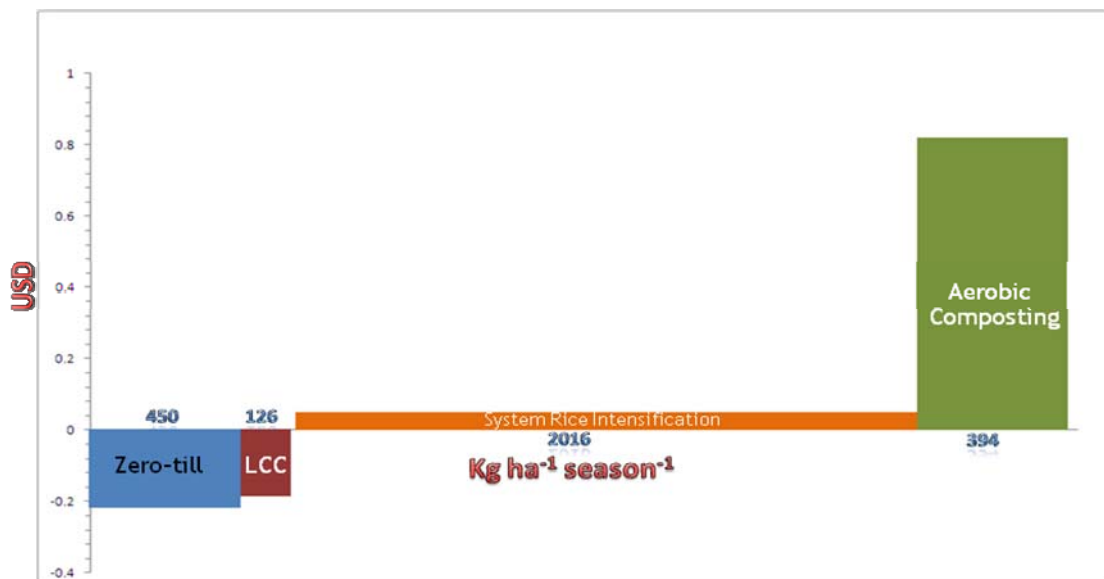 1
0.8
0.6
0.4
0.2
0
-0.2
-0.4
USD
450
126
Zero-till
LCC
System Rice Intensification
2016
Kg ha⁻¹ season⁻¹
Aerobic
Composting
394